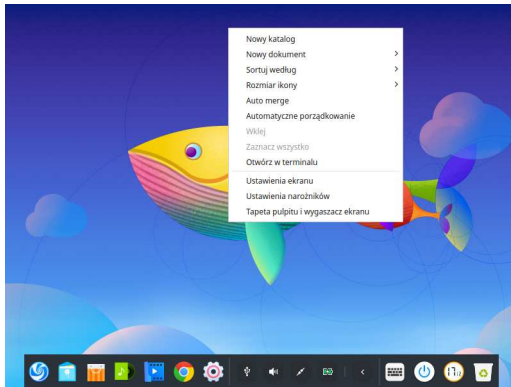 Nowy katalog
Nowy dokument
Sortuj według
Rozmiar ikony
Auto merge
Automatyczne porządkowanie
Wklej
Zaznacz wszystko
Otwórz w terminalu
Ustawienia ekranu
Ustawienia narożników
Tapeta pulpitu i wygaszacz ekranu